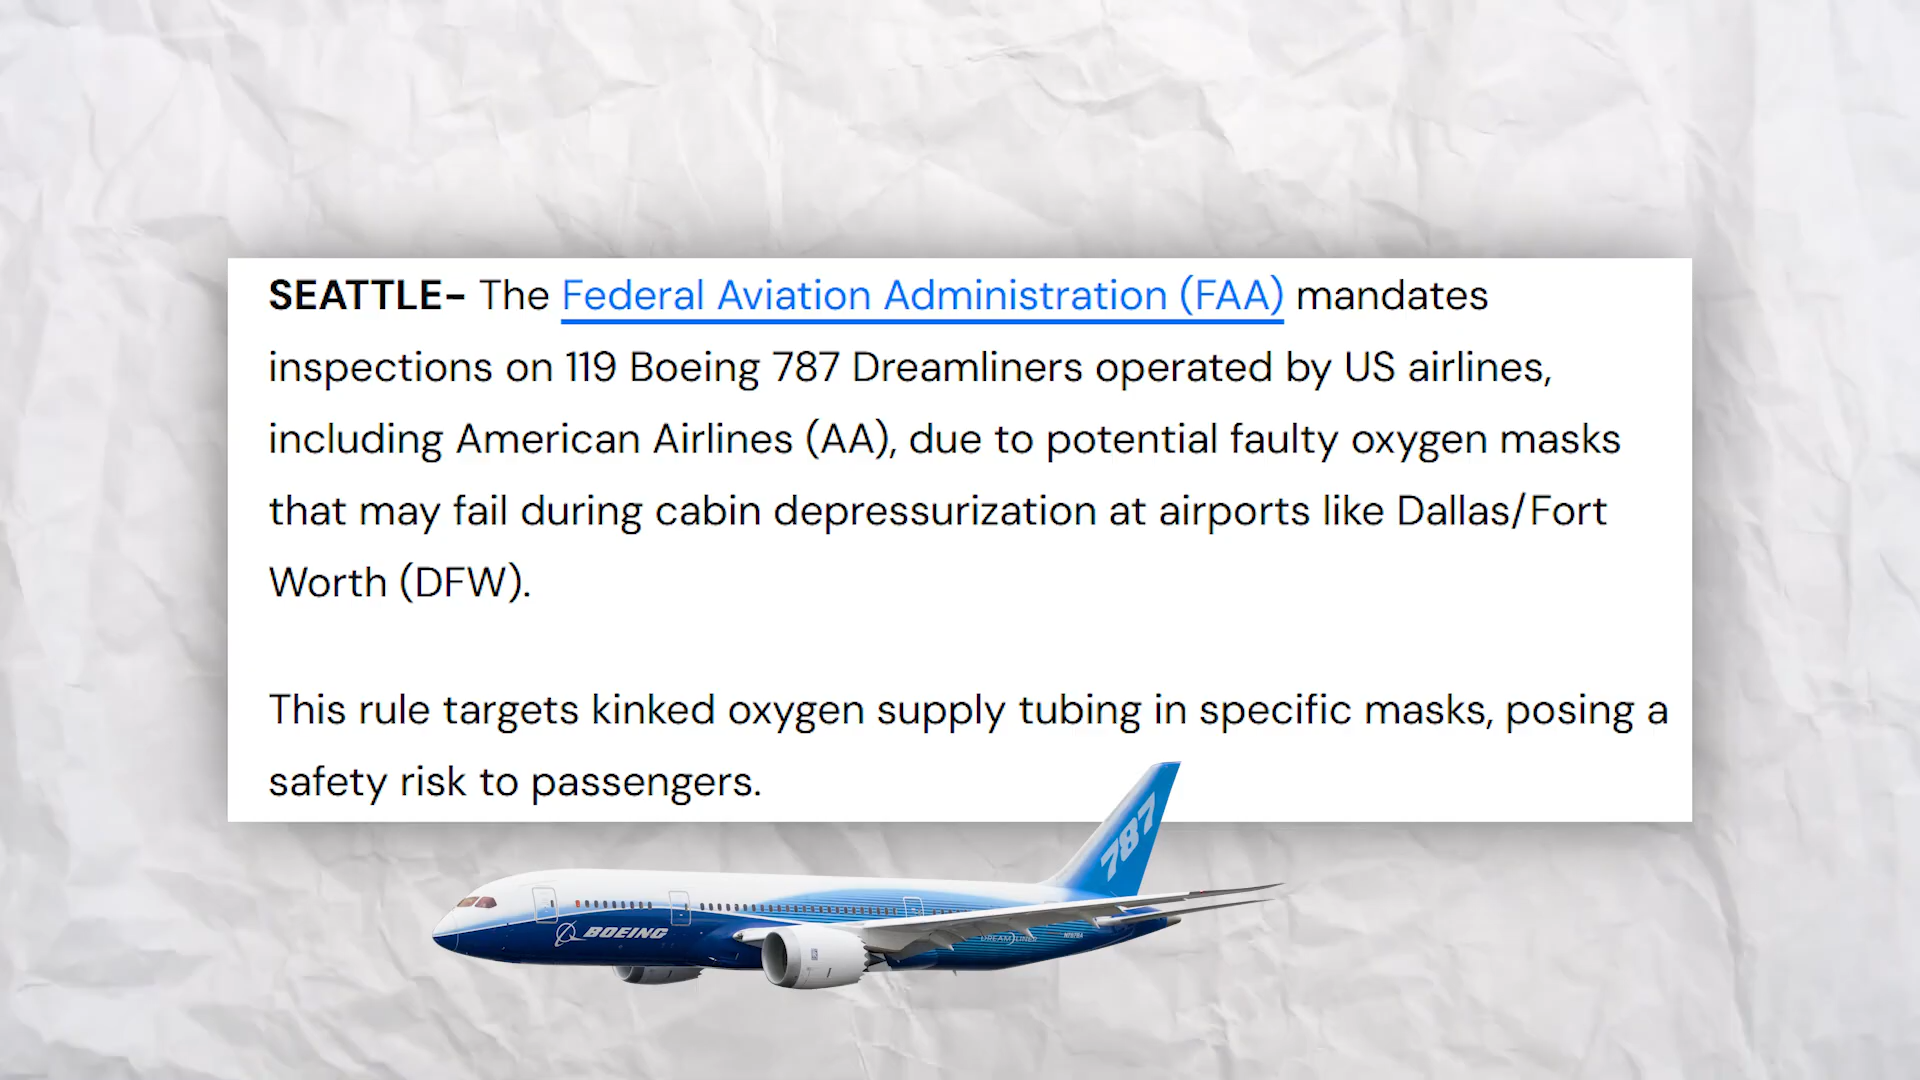 SEATTLE– The Federal Aviation Administration (FAA) mandates
inspections on 119 Boeing 787 Dreamliners operated by US airlines,
including American Airlines (AA), due to potential faulty oxygen masks
that may fail during cabin depressurization at airports like Dallas/Fort
Worth (DFW).
This rule targets kinked oxygen supply tubing in specific masks, posing a
safety risk to passengers.
787
BOEING
DREAMLINER